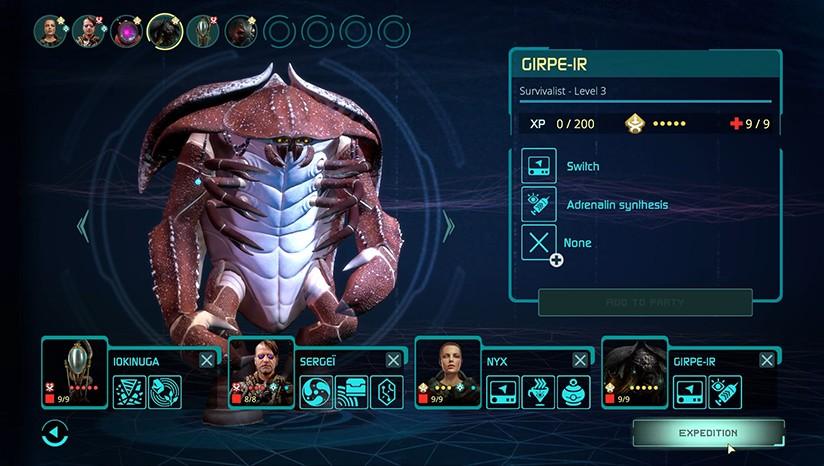 GIRPE-IR
Survivalist - Level 3
XP 0 / 200 9 / 9
Switch
Adrenalin synthesis
None
ADD TO PARTY
IOKINUGA
9/9
SERGEÏ
8/8
NYX
9/9
GIRPE-IR
9/9
EXPEDITION